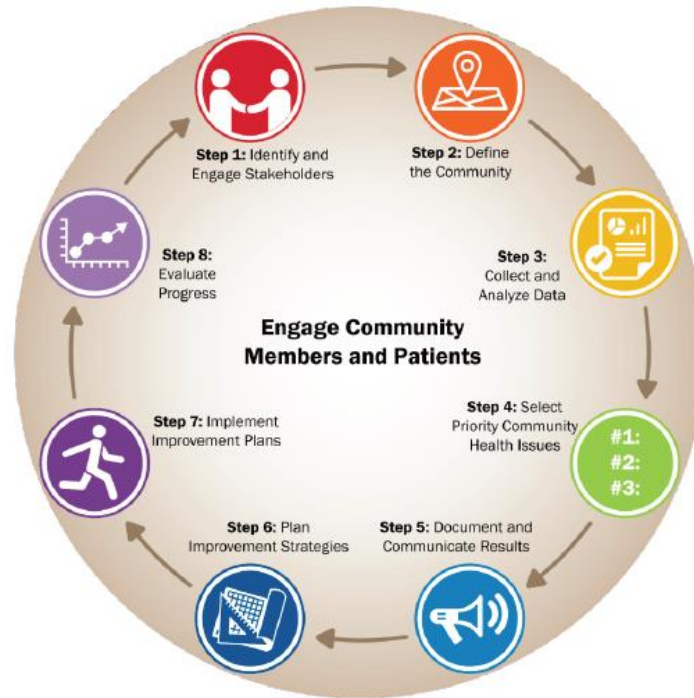 Step 1: Identify and
Engage Stakeholders
Step 2: Define
the Community
Step 3:
Collect and
Analyze Data
Step 4: Select
Priority Community
Health Issues
#1:
#2:
#3:
Step 5: Document and
Communicate Results
Step 6: Plan
Improvement Strategies
Step 7: Implement
Improvement Plans
Step 8:
Evaluate
Progress
Engage Community
Members and Patients